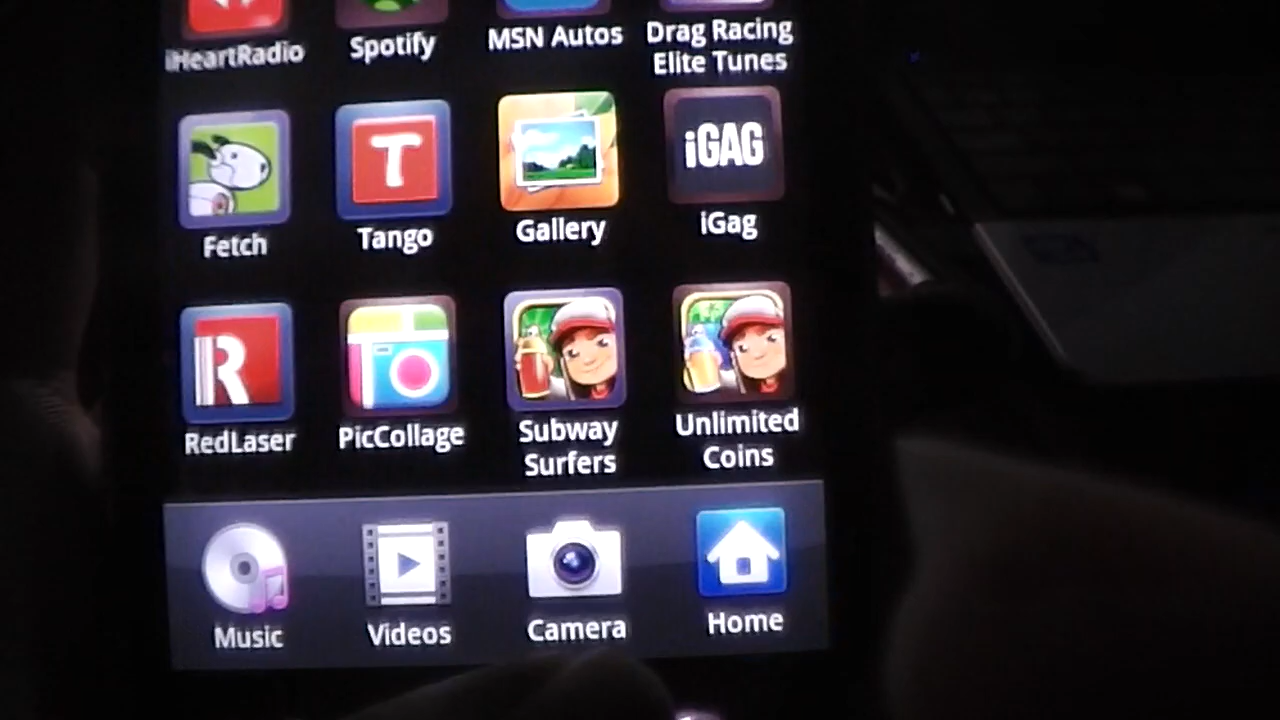 iHeartRadio
Spotify
MSN Autos
Drag Racing
Elite Tunes
T
iGAG
Fetch
Tango
Gallery
iGag
R
RedLaser
PicCollage
Subway
Surfers
Unlimited
Coins
Music
Videos
Camera
Home